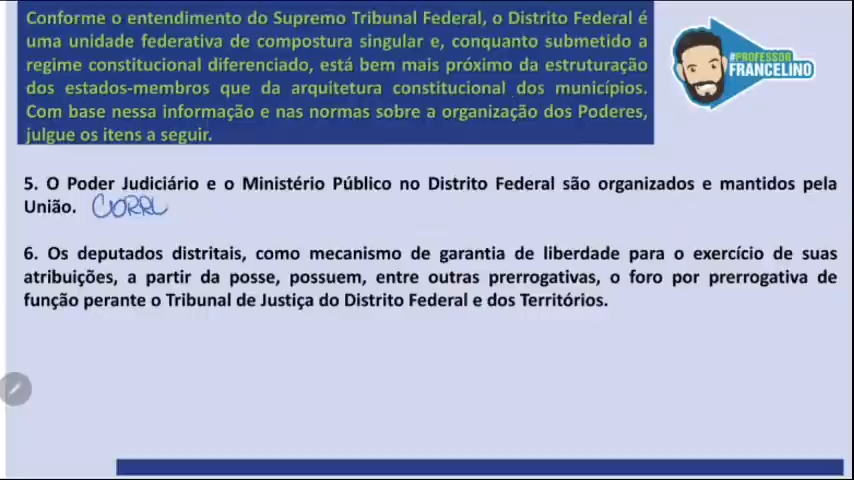 Conforme o entendimento do Supremo Tribunal Federal, o Distrito Federal é
uma unidade federativa de compostura singular e, conquanto submetido a
regime constitucional diferenciado, está bem mais próximo da estruturação
dos estados-membros que da arquitetura constitucional dos municípios.
Com base nessa informação e nas normas sobre a organização dos Poderes,
julgue os itens a seguir.
#PROFESSOR
FRANCELINO
5. O Poder Judiciário e o Ministério Público no Distrito Federal são organizados e mantidos pela
União. CORRE
6. Os deputados distritais, como mecanismo de garantia de liberdade para o exercício de suas
atribuições, a partir da posse, possuem, entre outras prerrogativas, o foro por prerrogativa de
função perante o Tribunal de Justiça do Distrito Federal e dos Territórios.